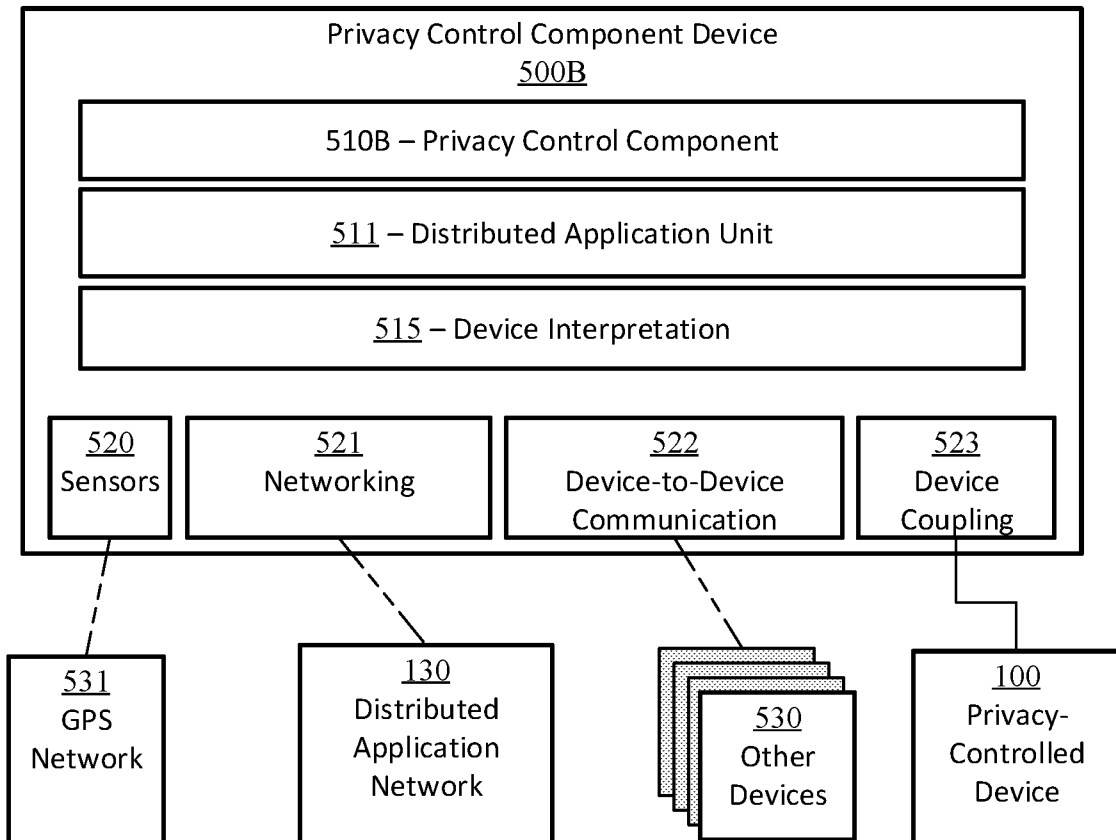 Privacy Control Component Device
500B
510B – Privacy Control Component
511 – Distributed Application Unit
515 – Device Interpretation
520
Sensors
521
Networking
522
Device-to-Device
Communication
523
Device
Coupling
531
GPS
Network
130
Distributed
Application
Network
530
Other
Devices
100
Privacy-
Controlled
Device